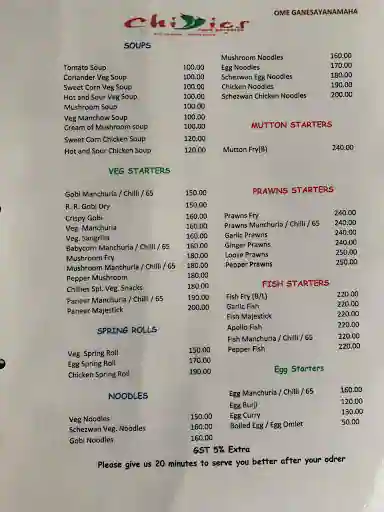 OME GANESAYANAMAHA
Chillies
SOUPS
Tomato Soup 100.00
Coriander Veg Soup 100.00
Sweet Corn Veg Soup 100.00
Hot and Sour Veg Soup 100.00
Mushroom Soup 100.00
Veg Manchow Soup 100.00
Cream of Mushroom soup 100.00
Sweet Corn Chicken Soup 120.00
Hot and Sour Chicken Soup 120.00
VEG STARTERS
Gobi Manchuria / Chilli / 65 150.00
R. R. Gobi Dry 150.00
Crispy Gobi 160.00
Veg. Manchuria 160.00
Veg. Sangrilla 160.00
Babycorn Manchuria / Chilli / 65 160.00
Mushroom Fry 180.00
Mushroom Manchuria / Chilli / 65 180.00
Pepper Mushroom 180.00
Chillies Spl. Veg. Snacks 180.00
Paneer Manchuria / Chilli / 65 190.00
Paneer Majestick 200.00
SPRING ROLLS
Veg Spring Roll 150.00
Egg Spring Roll 170.00
Chicken Spring Roll 190.00
NOODLES
Veg Noodles 150.00
Schezwan Veg. Noodles 160.00
Gobi Noodles 160.00
Mushroom Noodles 160.00
Egg Noodles 170.00
Schezwan Egg Noodles 180.00
Chicken Noodles 190.00
Schezwan Chicken Noodles 200.00
MUTTON STARTERS
Mutton Fry(B) 240.00
PRAWNS STARTERS
Prawns Fry 240.00
Prawns Munchuria / Chilli / 65 240.00
Garlic Prawns 240.00
Ginger Prawns 240.00
Loose Prawns 250.00
Pepper Prawns 250.00
FISH STARTERS
Fish Fry (B/L) 220.00
Garlic Fish 220.00
Fish Majestick 220.00
Apollo Fish 220.00
Fish Manchuria / Chilli / 65 220.00
Pepper Fish 220.00
Egg Starters
Egg Manchuria / Chilli / 65 160.00
Egg Burji 120.00
Egg Curry 130.00
Boiled Egg / Egg Omlet 50.00
GST 5% Extra
Please give us 20 minutes to serve you better after your odrer